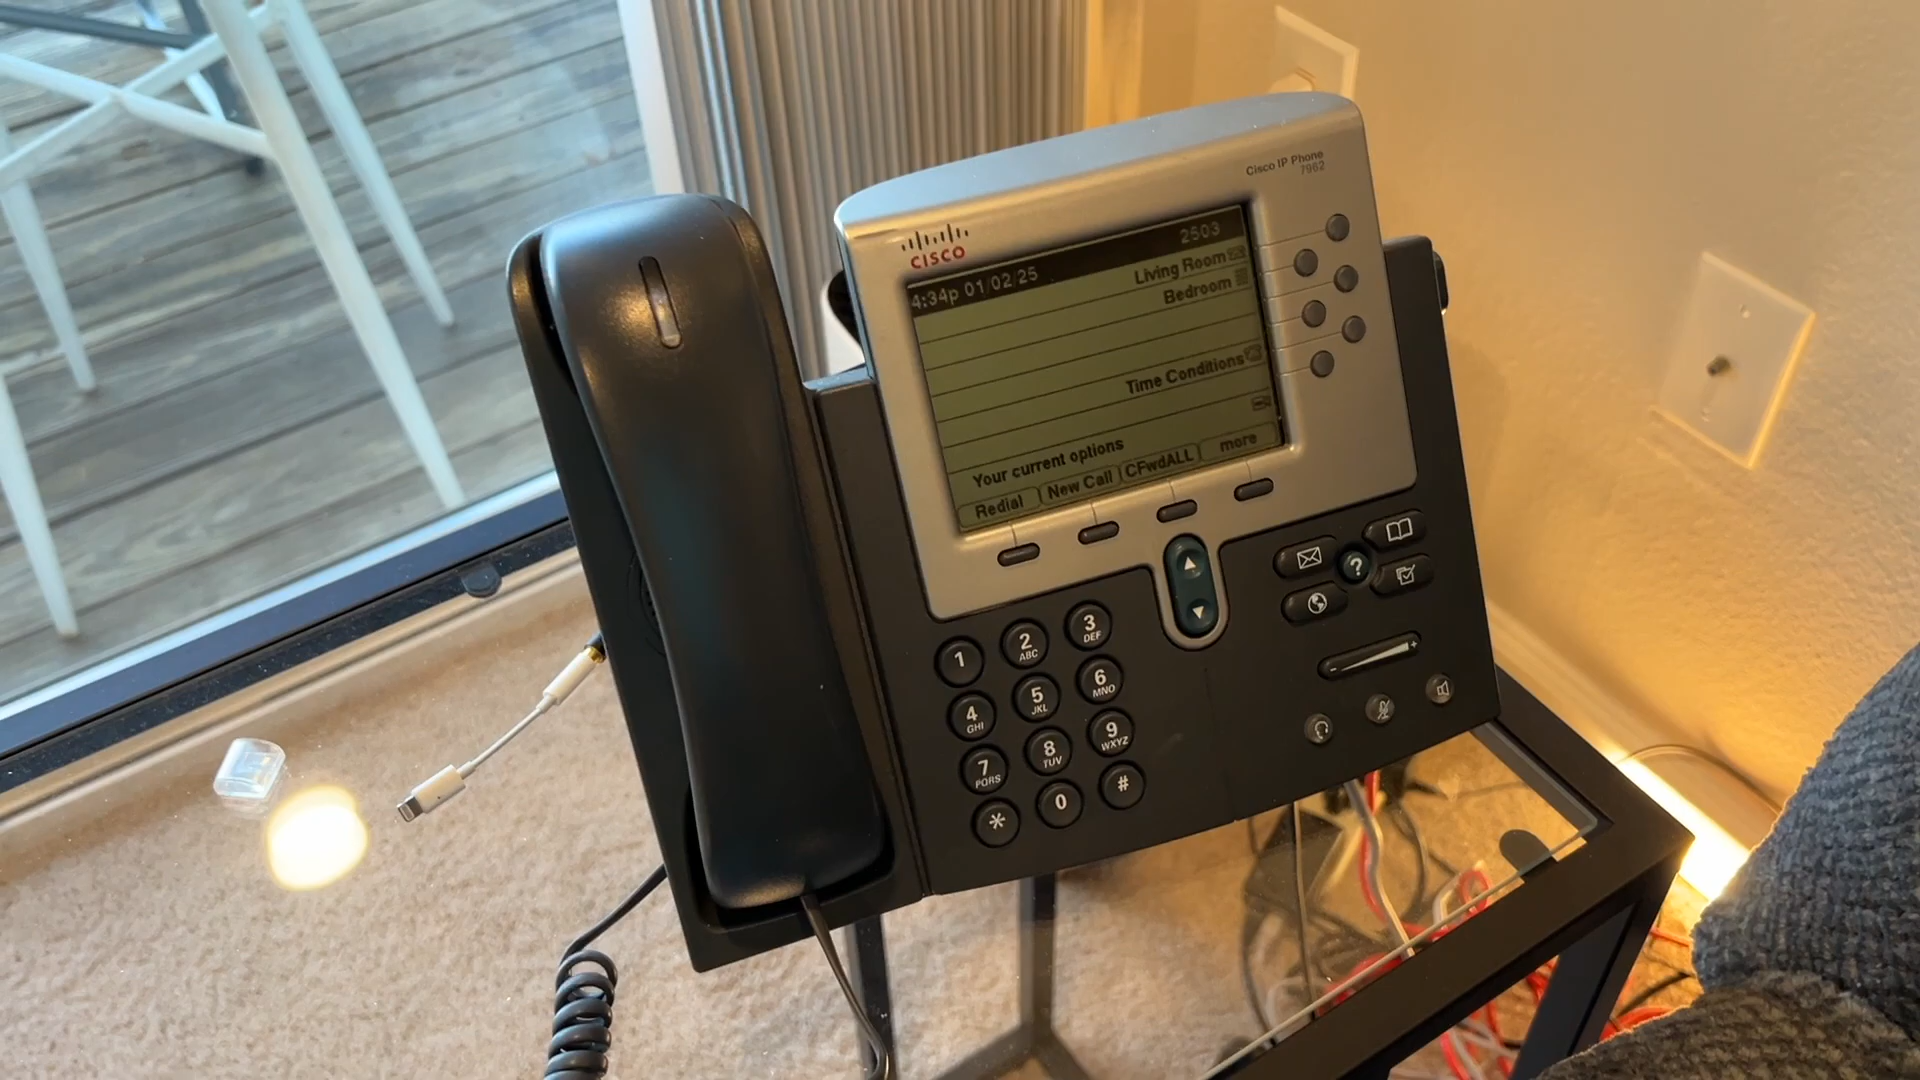 Cisco IP Phone
7962
CISCO
4:34p 01/02/25 2503
Living Room
Bedroom
Time Conditions
Your current options
Redial New Call CFwdALL more
1
2
ABC
3
DEF
4
GHI
5
JKL
6
MNO
7
PQRS
8
TUV
9
WXYZ
*
0
#
?
- +